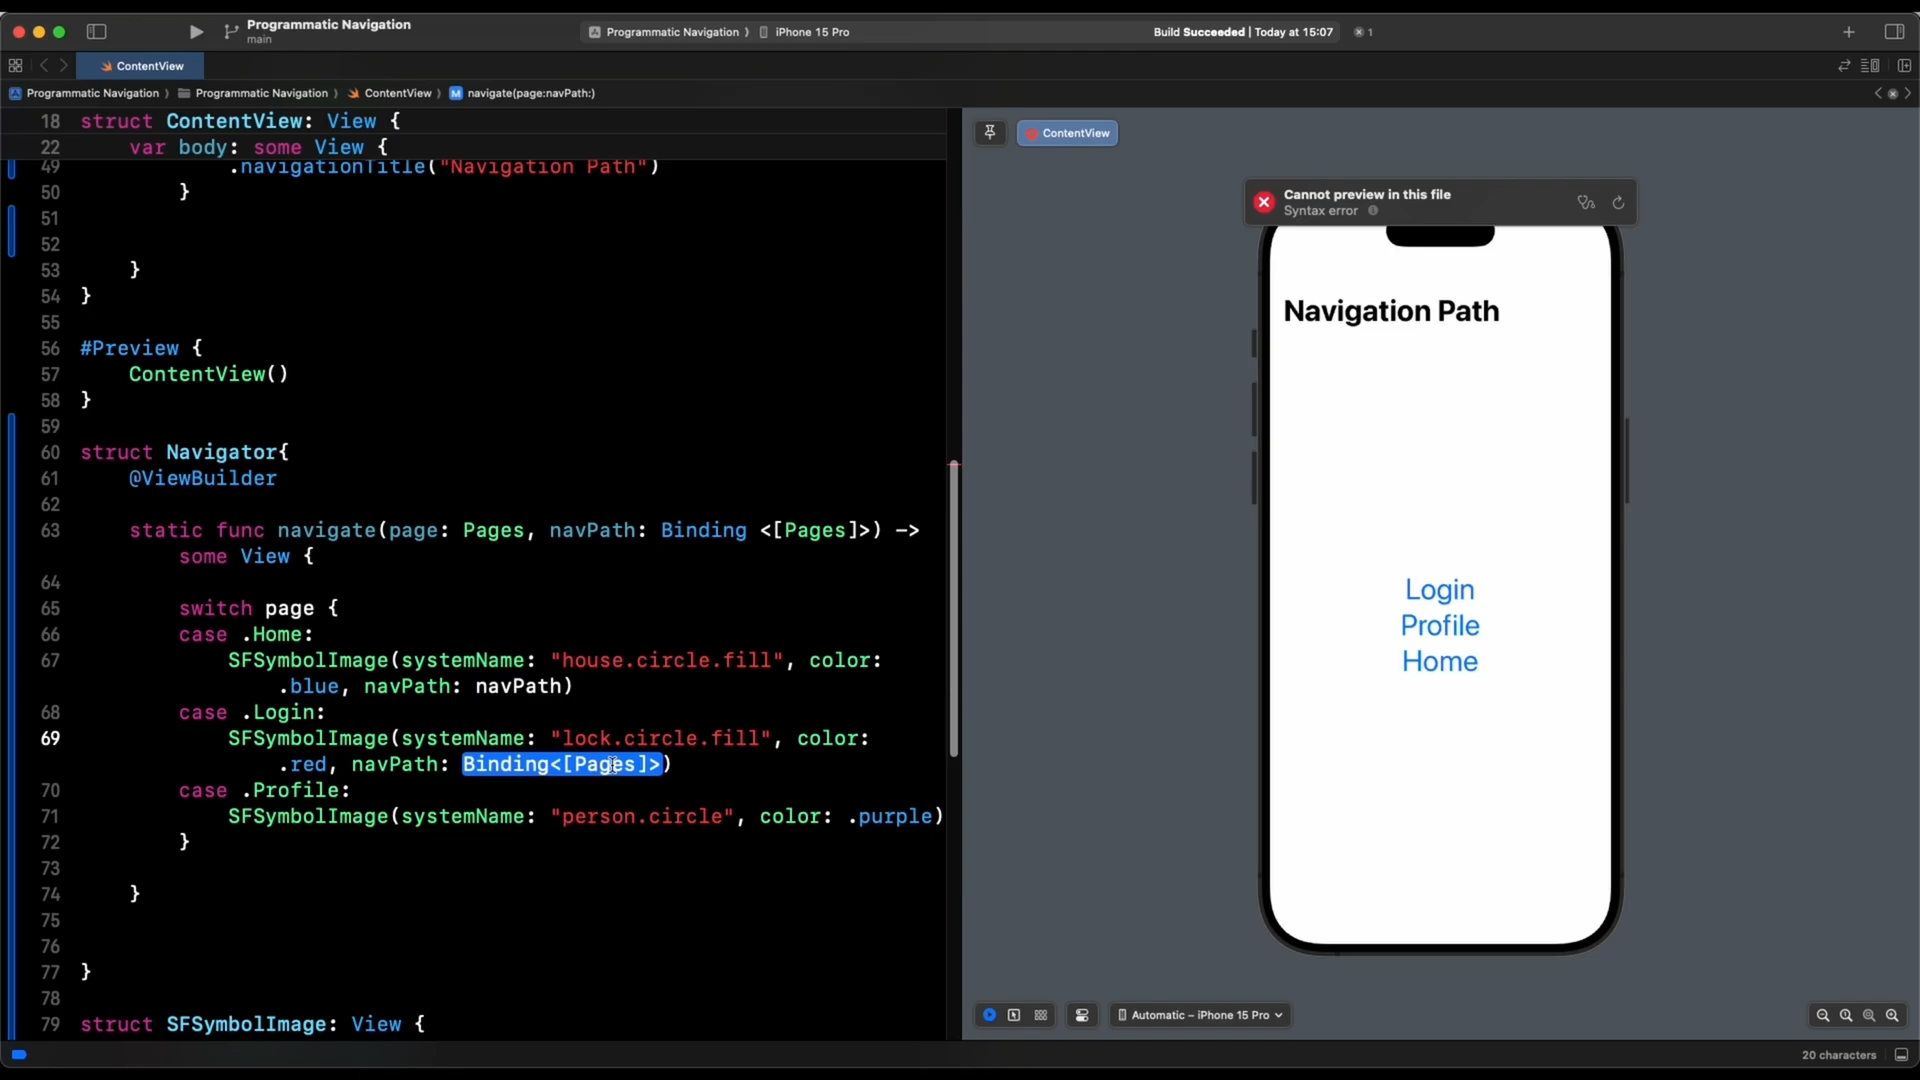 Programmatic Navigation
main
Programmatic Navigation
iPhone 15 Pro
Build Succeeded | Today at 15:07
1
ContentView
Programmatic Navigation
Programmatic Navigation
ContentView
M navigate(page:navPath:)
18 struct ContentView: View {
22 var body: some View {
49 .navigationTitle("Navigation Path")
50 }
51
52
53 }
54 }
55
56 #Preview {
57 ContentView()
58 }
59
60 struct Navigator{
61 @ViewBuilder
62
63 static func navigate(page: Pages, navPath: Binding <[Pages]>) ->
some View {
64
65 switch page {
66 case .Home:
67 SFSymbolImage(systemName: "house.circle.fill", color:
.blue, navPath: navPath)
68 case .Login:
69 SFSymbolImage(systemName: "lock.circle.fill", color:
.red, navPath: Binding<[Pages]>)
70 case .Profile:
71 SFSymbolImage(systemName: "person.circle", color: .purple)
72 }
73
74 }
75
76
77 }
78
79 struct SFSymbolImage: View {
ContentView
Cannot preview in this file
Syntax error
Navigation Path
Login
Profile
Home
Automatic – iPhone 15 Pro
20 characters